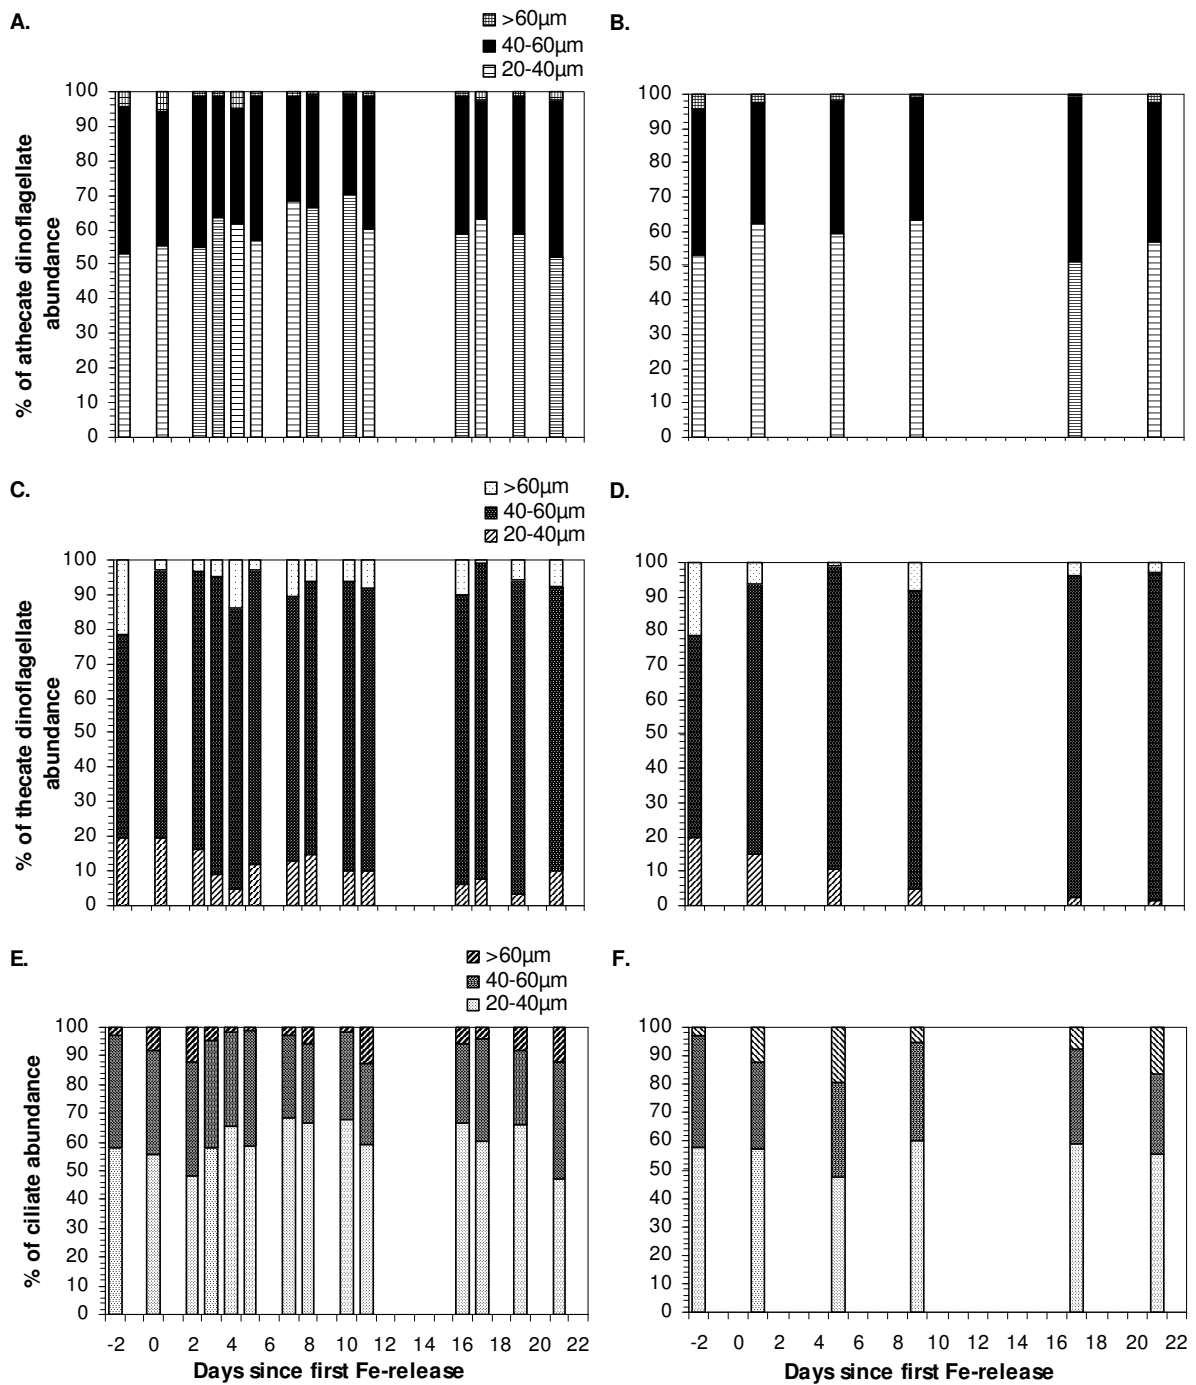 A.
>60µm
40-60µm
20-40µm
B.
100
90
80
70
60
50
40
30
20
10
0
% of athecate dinoflagellate
abundance
100
90
80
70
60
50
40
30
20
10
0
C.
>60µm
40-60µm
20-40µm
D.
100
90
80
70
60
50
40
30
20
10
0
% of thecate dinoflagellate
abundance
100
90
80
70
60
50
40
30
20
10
0
E.
>60µm
40-60µm
20-40µm
F.
100
90
80
70
60
50
40
30
20
10
0
% of ciliate abundance
-2 0 2 4 6 8 10 12 14 16 18 20 22
Days since first Fe-release
100
90
80
70
60
50
40
30
20
10
0
-2 0 2 4 6 8 10 12 14 16 18 20 22
Days since first Fe-release